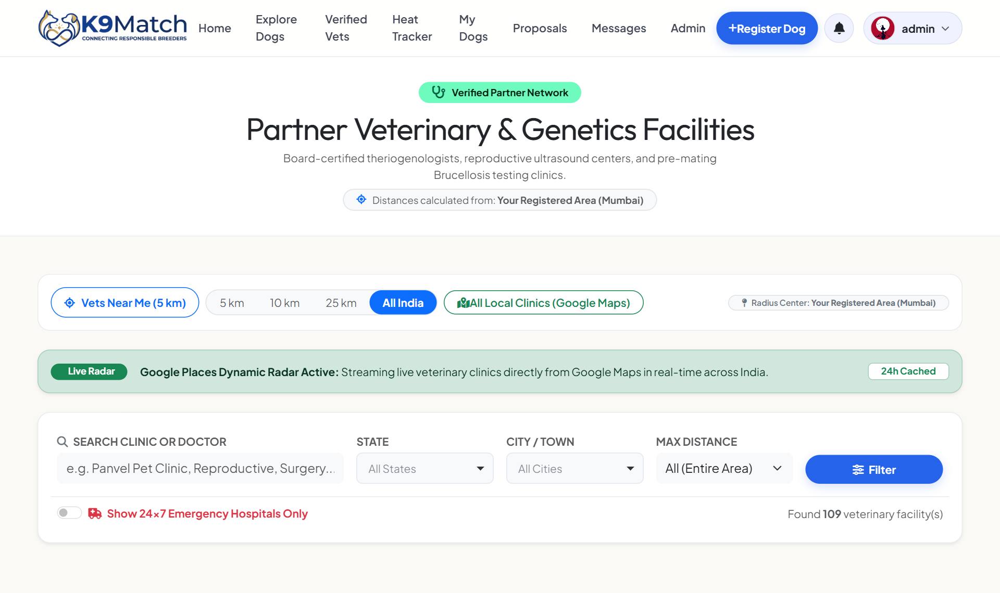 K9Match
CONNECTING RESPONSIBLE BREEDERS
Home
Explore
Dogs
Verified
Vets
Heat
Tracker
My
Dogs
Proposals
Messages
Admin
+Register Dog
admin
Verified Partner Network
Partner Veterinary & Genetics Facilities
Board-certified theriogenologists, reproductive ultrasound centers, and pre-mating
Brucellosis testing clinics.
Distances calculated from: Your Registered Area (Mumbai)
Vets Near Me (5 km)
5 km
10 km
25 km
All India
All Local Clinics (Google Maps)
Radius Center: Your Registered Area (Mumbai)
Live Radar
Google Places Dynamic Radar Active: Streaming live veterinary clinics directly from Google Maps in real-time across India.
24h Cached
SEARCH CLINIC OR DOCTOR
STATE
CITY / TOWN
MAX DISTANCE
e.g. Panvel Pet Clinic, Reproductive, Surgery...
All States
All Cities
All (Entire Area)
Filter
Show 24×7 Emergency Hospitals Only
Found 109 veterinary facility(s)